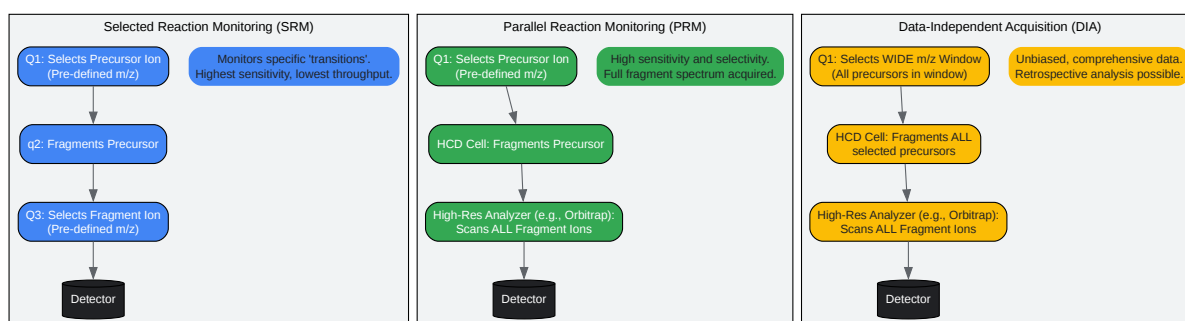 Selected Reaction Monitoring (SRM)
Q1: Selects Precursor Ion
(Pre-defined m/z)
Monitors specific 'transitions'.
Highest sensitivity, lowest throughput.
q2: Fragments Precursor
Q3: Selects Fragment Ion
(Pre-defined m/z)
Detector
Parallel Reaction Monitoring (PRM)
Q1: Selects Precursor Ion
(Pre-defined m/z)
High sensitivity and selectivity.
Full fragment spectrum acquired.
HCD Cell: Fragments Precursor
High-Res Analyzer (e.g., Orbitrap):
Scans ALL Fragment Ions
Detector
Data-Independent Acquisition (DIA)
Q1: Selects WIDE m/z Window
(All precursors in window)
Unbiased, comprehensive data.
Retrospective analysis possible.
HCD Cell: Fragments ALL
selected precursors
High-Res Analyzer (e.g., Orbitrap):
Scans ALL Fragment Ions
Detector